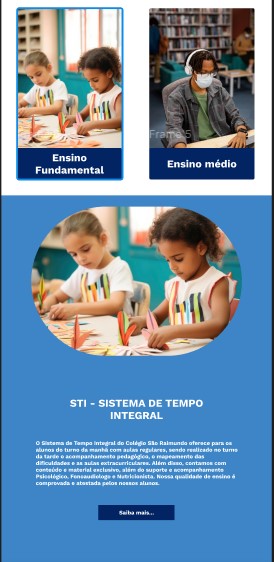 Ensino
Fundamental
Frame 5
Ensino médio
STI - SISTEMA DE TEMPO
INTEGRAL
O Sistema de Tempo Integral do Colégio São Raimundo oferece para os
alunos do turno da manhã com aulas regulares, sendo realizado no turno
da tarde o acompanhamento pedagógico, o mapeamento das
dificuldades e as aulas extracurriculares. Além disso, contamos com
conteúdo e material exclusivo, além do suporte e acompanhamento
Psicológico, Fonoaudiologo e Nutricionista. Nossa qualidade de ensino é
comprovada e atestada pelos nossos alunos.
Saiba mais...